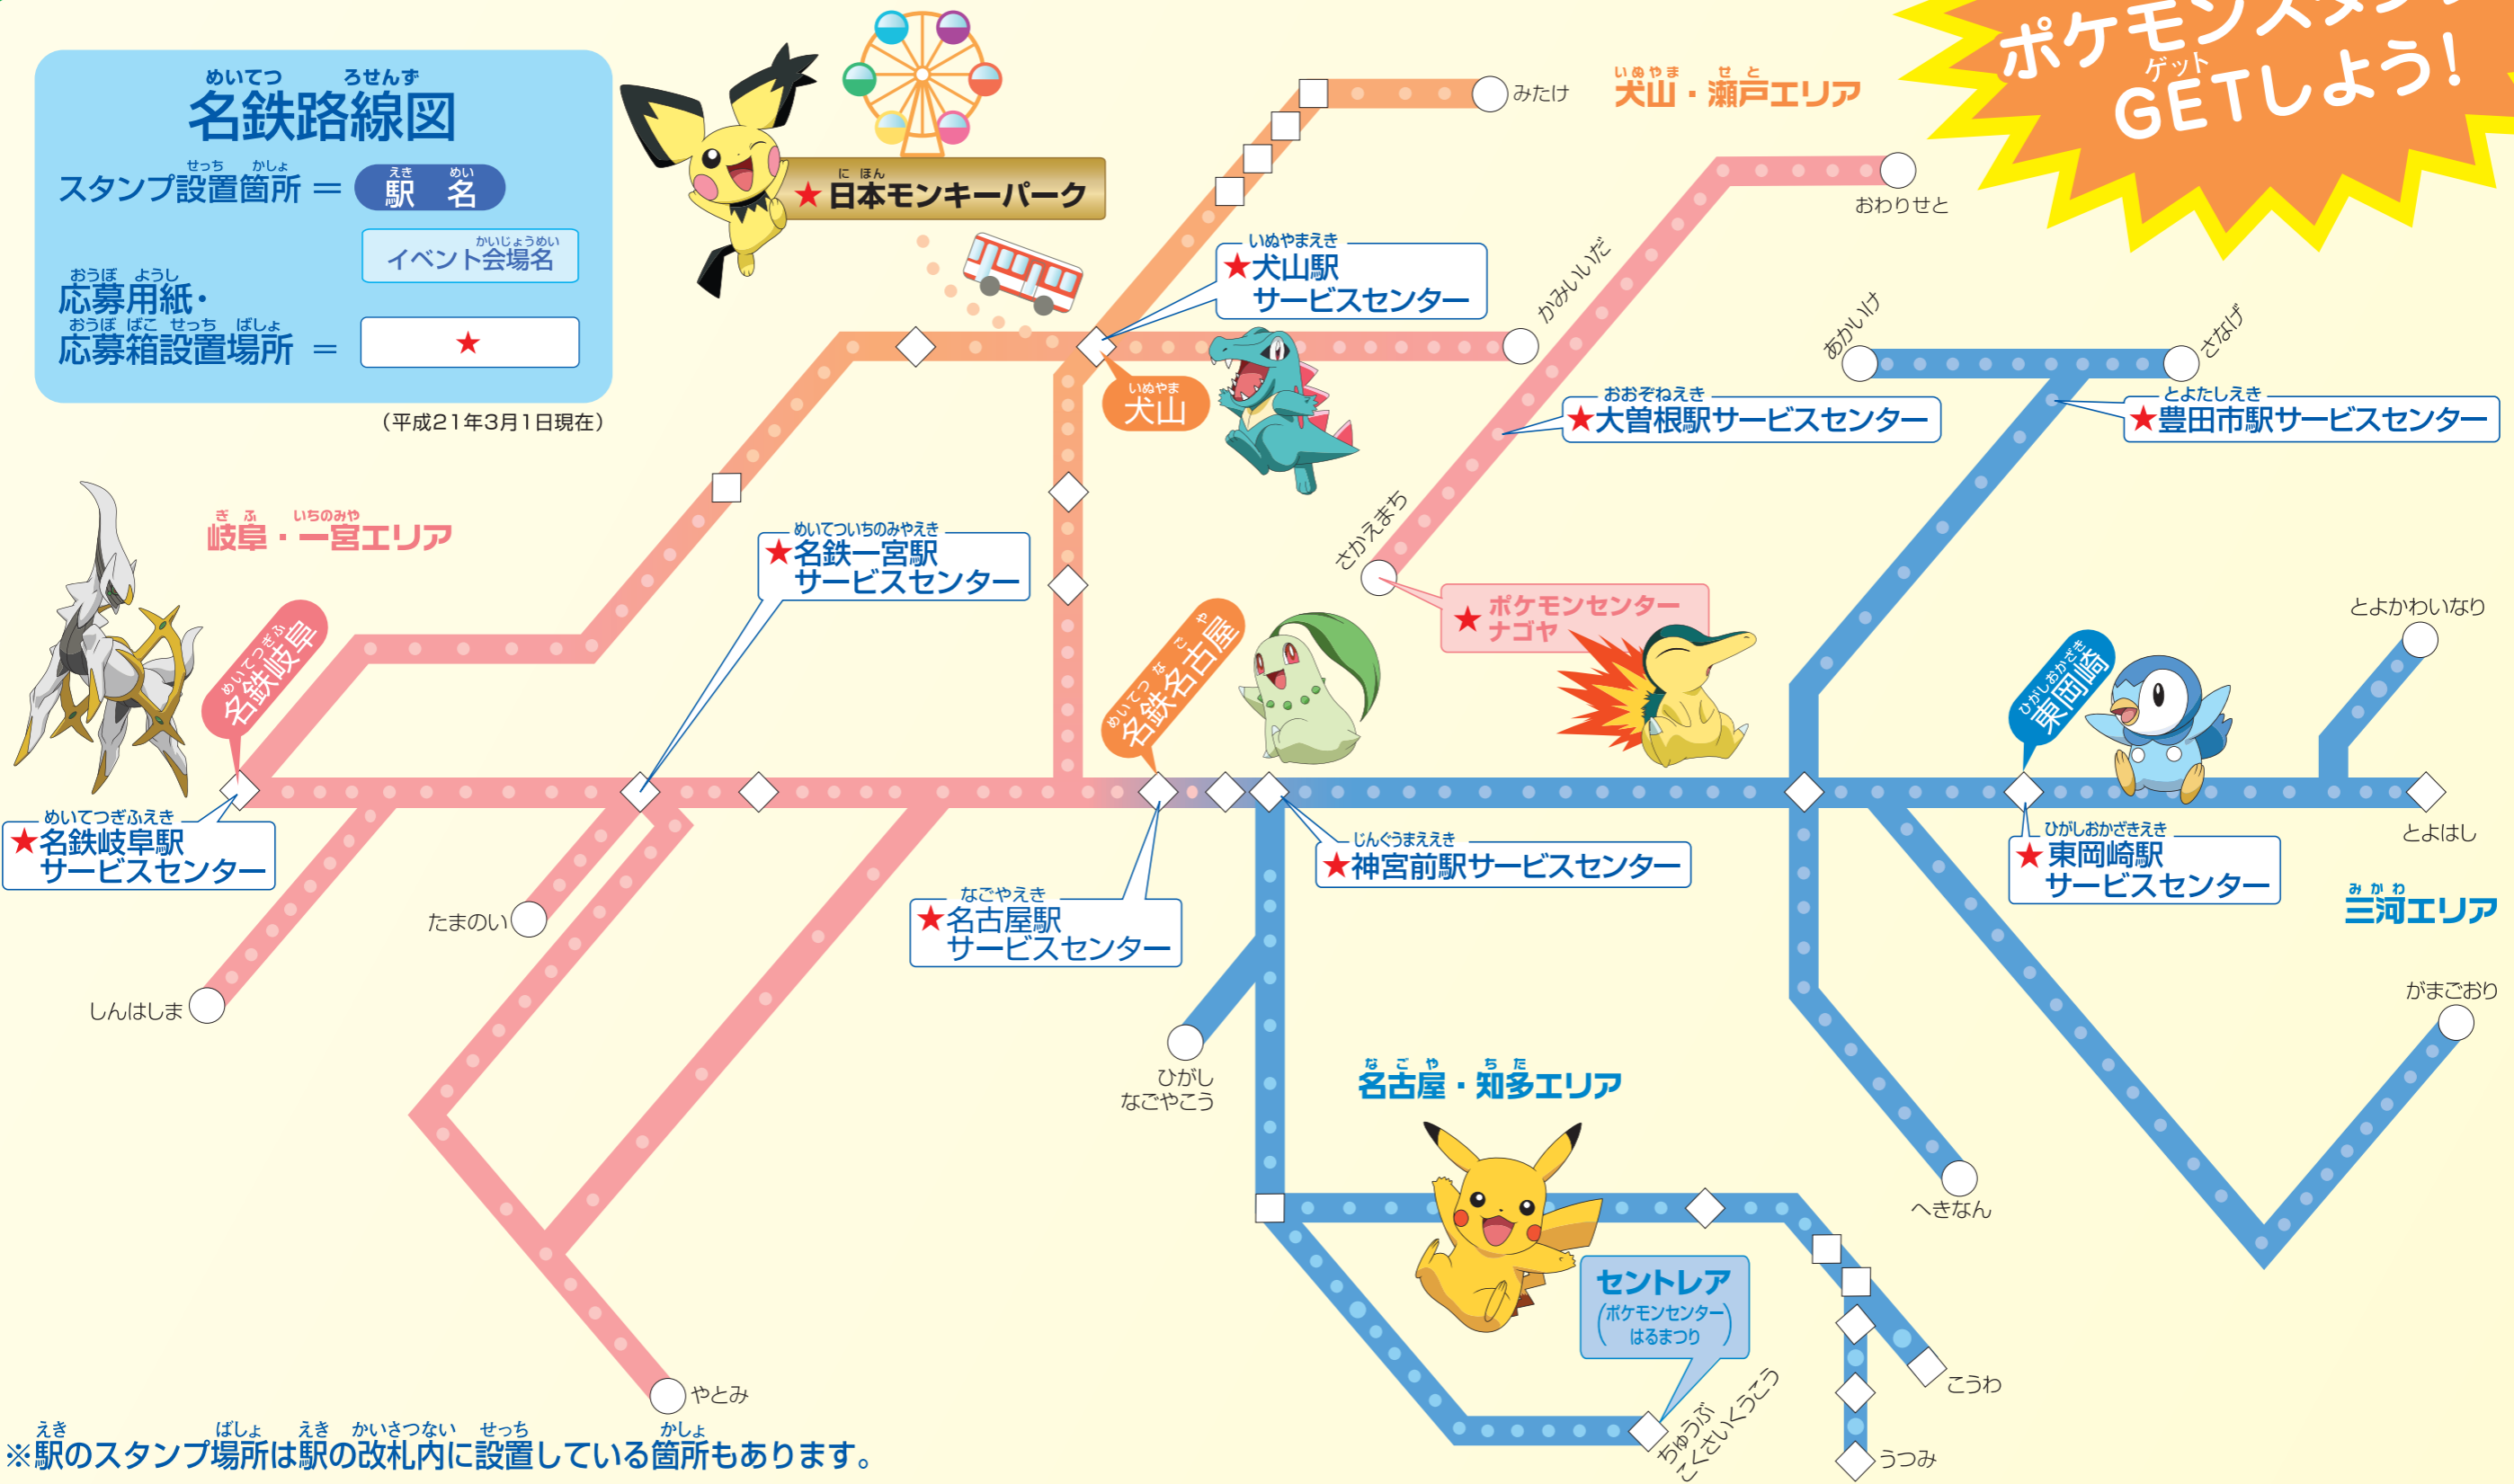 めいてつ ろせんず
名鉄路線図
せっち かしょ
スタンプ設置箇所 =
えき めい
駅 名
かいじょうめい
イベント会場名
おうぼ ようし
応募用紙・
おうぼ ばこ せっち ばしょ
応募箱設置場所 = ★
(平成21年3月1日現在)
に ほん
★日本モンキーパーク
みたけ
いぬやま せ と
犬山・瀬戸エリア
ポケモンスタンプ
ゲット
GETしよう!
おわりせと
いぬやまえき
★犬山駅
サービスセンター
かみいいだ
あかいけ
さなげ
いぬやま
犬山
おおぞねえき
★大曽根駅サービスセンター
とよたしえき
★豊田市駅サービスセンター
ぎ ふ いちのみや
岐阜・一宮エリア
めいてついちのみやえき
★名鉄一宮駅
サービスセンター
さかえまち
★ポケモンセンター
ナゴヤ
めいてつぎふ
名鉄岐阜
めいてつ な ご や
名鉄名古屋
ひがしおかざき
東岡崎
とよかわいなり
めいてつぎふえき
★名鉄岐阜駅
サービスセンター
じんぐうまええき
★神宮前駅サービスセンター
ひがしおかざきえき
★東岡崎駅
サービスセンター
とよはし
なごやえき
★名古屋駅
サービスセンター
み か わ
三河エリア
たまのい
しんはしま
がまごおり
ひがし
なごやこう
な ご や ち た
名古屋・知多エリア
へきなん
セントレア
(ポケモンセンター
はるまつり)
やとみ
ちゅうぶ
こくさいくうこう
こうわ
うつみ
えき ばしょ えき かいさつない せっち かしょ
※駅のスタンプ場所は駅の改札内に設置している箇所もあります。